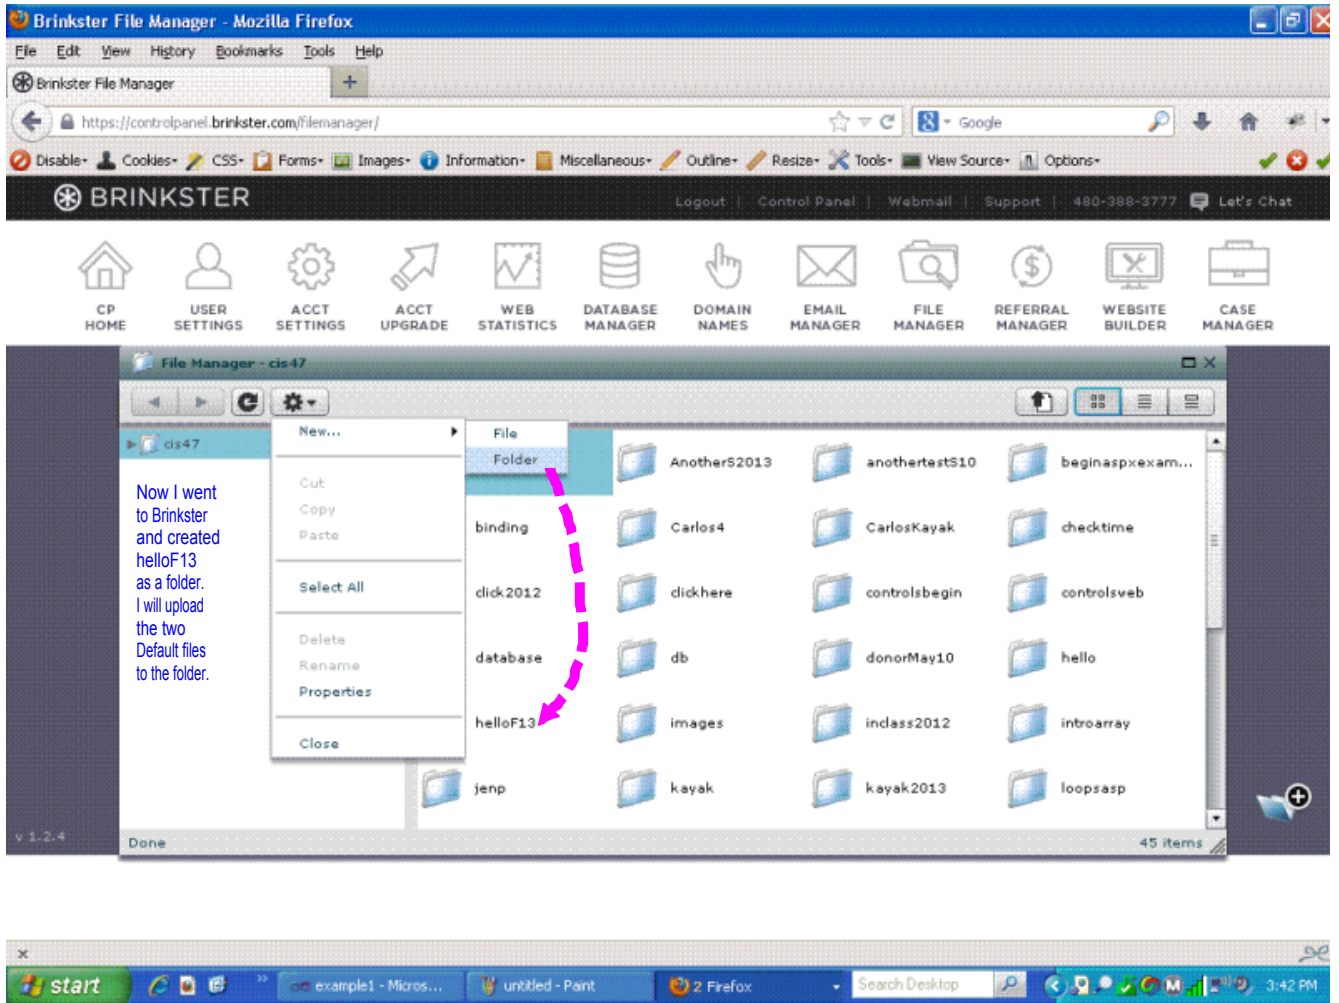 Brinkster File Manager - Mozilla Firefox
File Edit View History Bookmarks Tools Help
Brinkster File Manager +
https://controlpanel.brinkster.com/filemanager/
8 - Google
Disable- Cookies- CSS- Forms- Images- Information- Miscellaneous- Outline- Resize- Tools- View Source- Options-
BRINKSTER
Logout | Control Panel | Webmail | Support | 480-388-3777 Let's Chat
CP HOME
USER SETTINGS
ACCT SETTINGS
ACCT UPGRADE
WEB STATISTICS
DATABASE MANAGER
DOMAIN NAMES
EMAIL MANAGER
FILE MANAGER
REFERRAL MANAGER
WEBSITE BUILDER
CASE MANAGER
File Manager - cis47
cis47
Now I went
to Brinkster
and created
helloF13
as a folder.
I will upload
the two
Default files
to the folder.
New...
Cut
Copy
Paste
Select All
Delete
Rename
Properties
Close
File
Folder
AnotherS2013 anothertestS10 beginaspxexam...
binding Carlos4 CarlosKayak checktime
click2012 clickhere controlsbegin controlsweb
database db donorMay10 hello
helloF13 images inclass2012 introarray
jenp kayak kayak2013 loopsasp
v 1.2.4
Done 45 items
x
start example1 - Micros... untitled - Paint 2 Firefox Search Desktop 3:42 PM